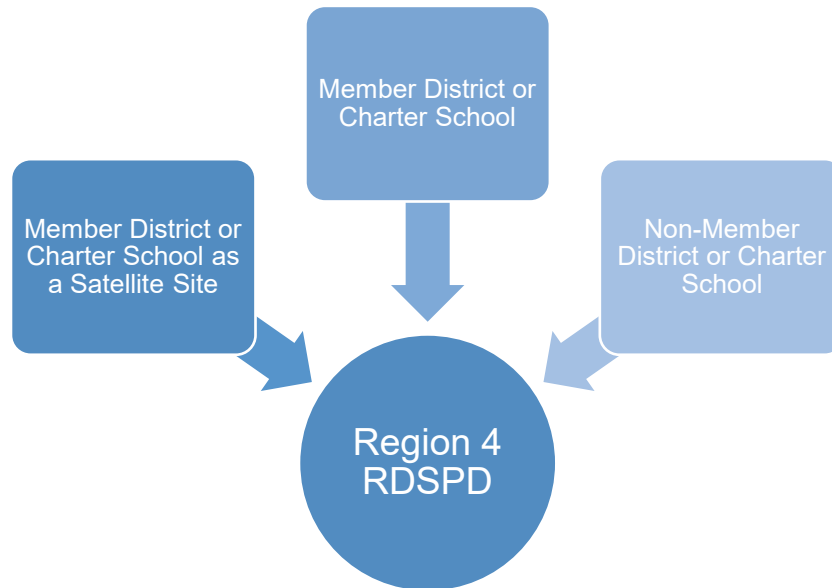 Member District or
Charter School
Member District or
Charter School as
a Satellite Site
Non-Member
District or Charter
School
Region 4
RDSPD